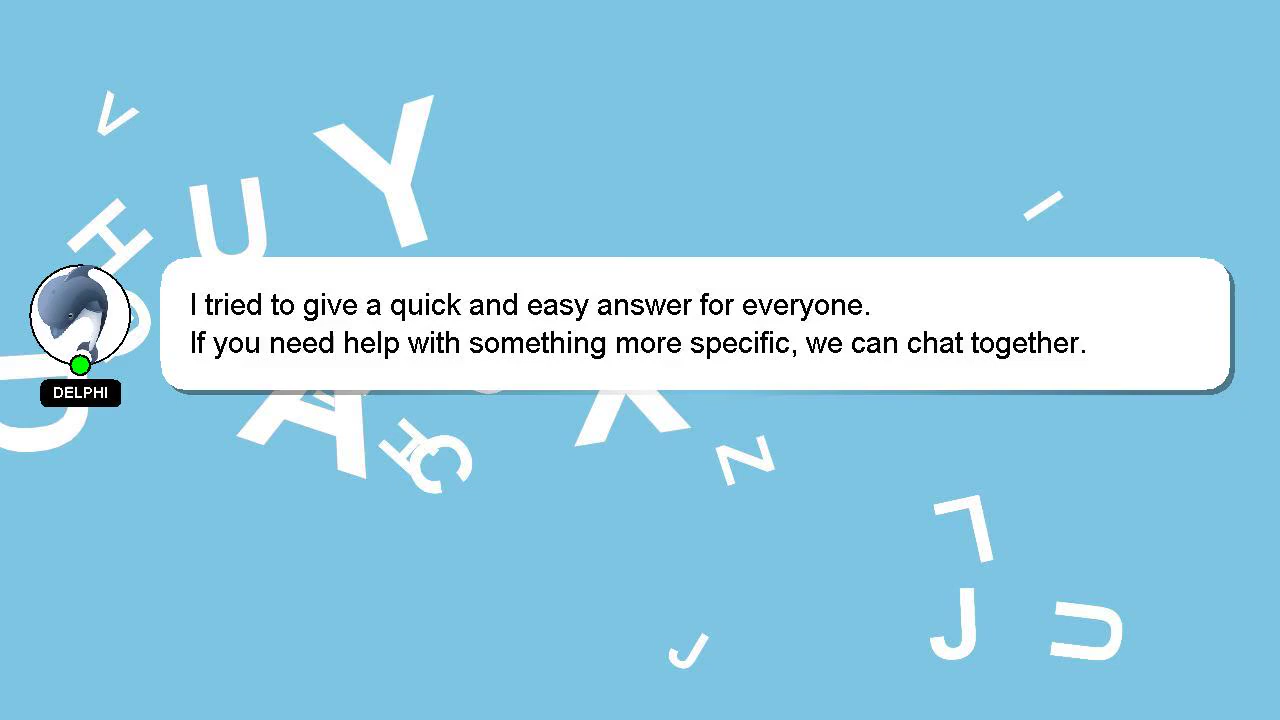 V
Y
U
H
I
I tried to give a quick and easy answer for everyone.
If you need help with something more specific, we can chat together.
DELPHI
U
A
X
H
C
N
L
J
U
J